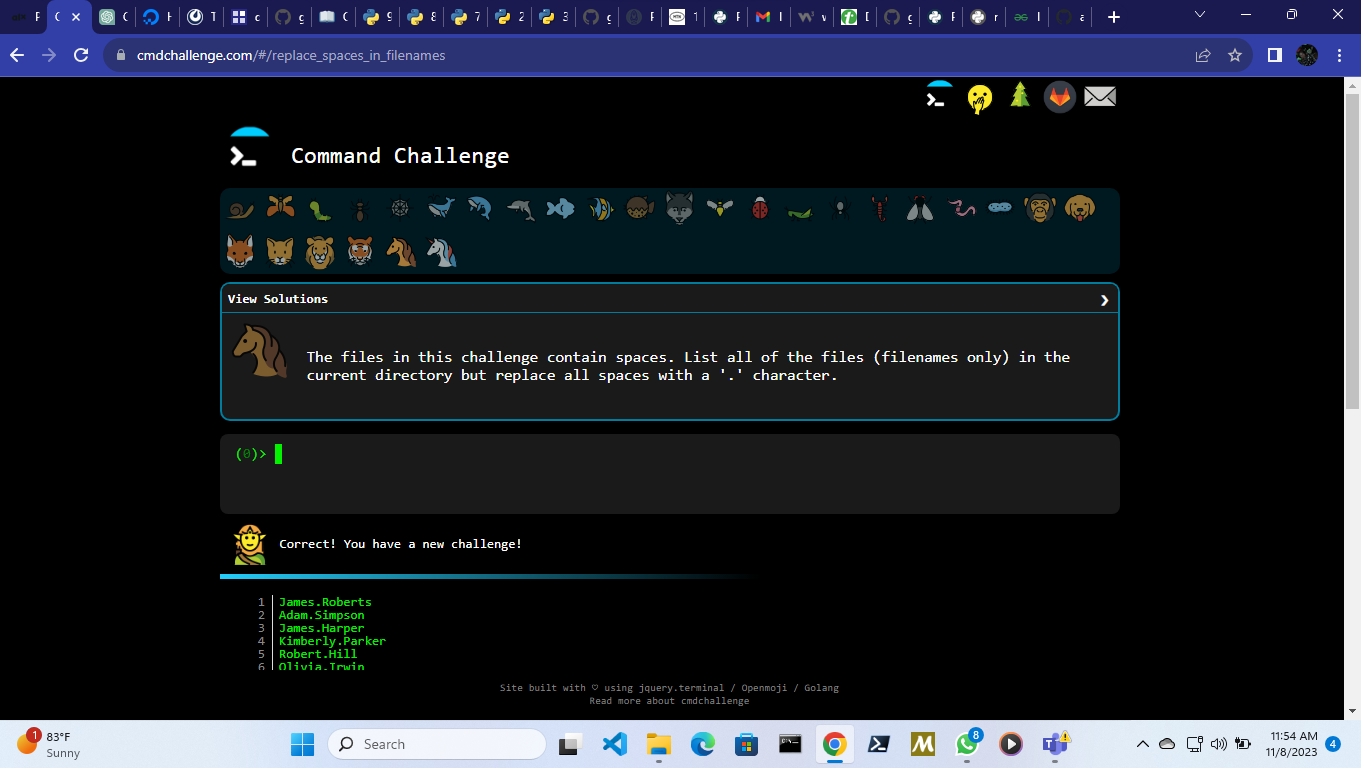 cmdchallenge.com/#/replace_spaces_in_filenames
Command Challenge
View Solutions
The files in this challenge contain spaces. List all of the files (filenames only) in the
current directory but replace all spaces with a '.' character.
(0)>
Correct! You have a new challenge!
1 James.Roberts
2 Adam.Simpson
3 James.Harper
4 Kimberly.Parker
5 Robert.Hill
6 Olivia.Irwin
Site built with ♡ using jquery.terminal / Openmoji / Golang
Read more about cmdchallenge
1
83°F
Sunny
Search
8
11:54 AM
11/8/2023
4